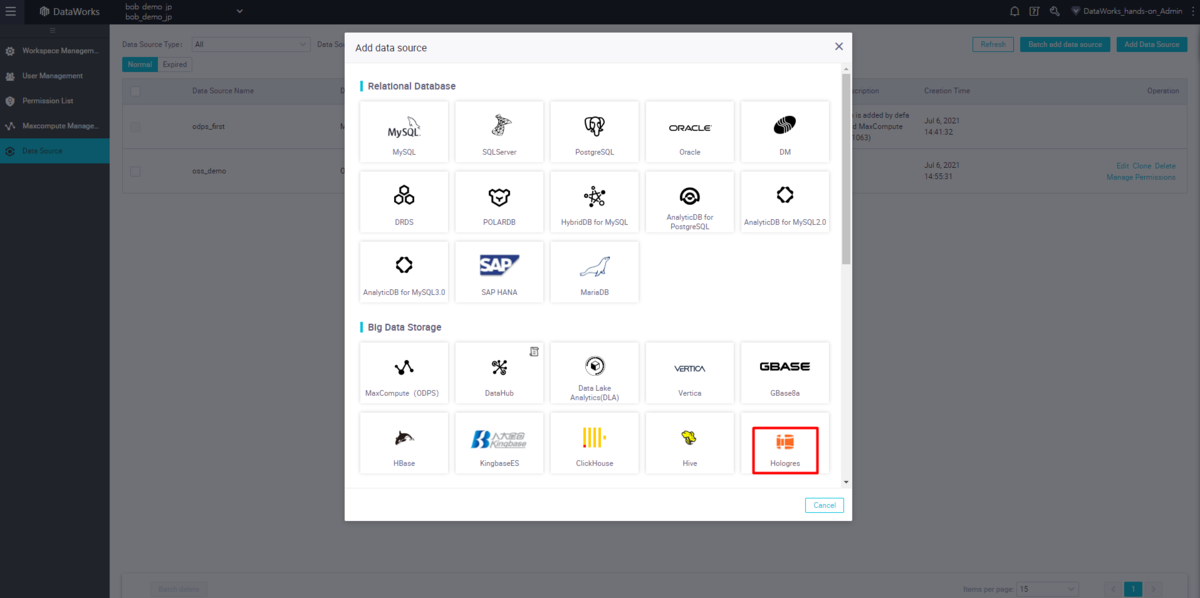 DataWorks
bob_demo_jp
bob_demo_jp
DataWorks_hands-on_Admin
Workspace Managem...
User Management
Permission List
Maxcompute Manage...
Data Source
Data Source Type: All
Data So
Refresh
Batch add data source
Add Data Source
Normal
Expired
Data Source Name
D
cription
Creation Time
Operation
odps_first
M
is added by defa
d MaxCompute
1063)
Jul 6, 2021
14:41:32
oss_demo
Jul 6, 2021
14:55:31
Edit Clone Delete
Manage Permissions
Add data source
Relational Database
MySQL
MySQL
SQLServer
PostgreSQL
ORACLE
Oracle
DM
DRDS
POLARDB
HybridDB for MySQL
AnalyticDB for
PostgreSQL
AnalyticDB for MySQL2.0
AnalyticDB for MySQL3.0
SAP
SAP HANA
MariaDB
Big Data Storage
MaxCompute（ODPS）
DataHub
Data Lake
Analytics(DLA)
VERTICA
Vertica
GBASE
GBase8a
HBase
人大金仓
Kingbase
KingbaseES
ClickHouse
Hive
Hologres
Cancel
Batch delete
Items per page: 15
1